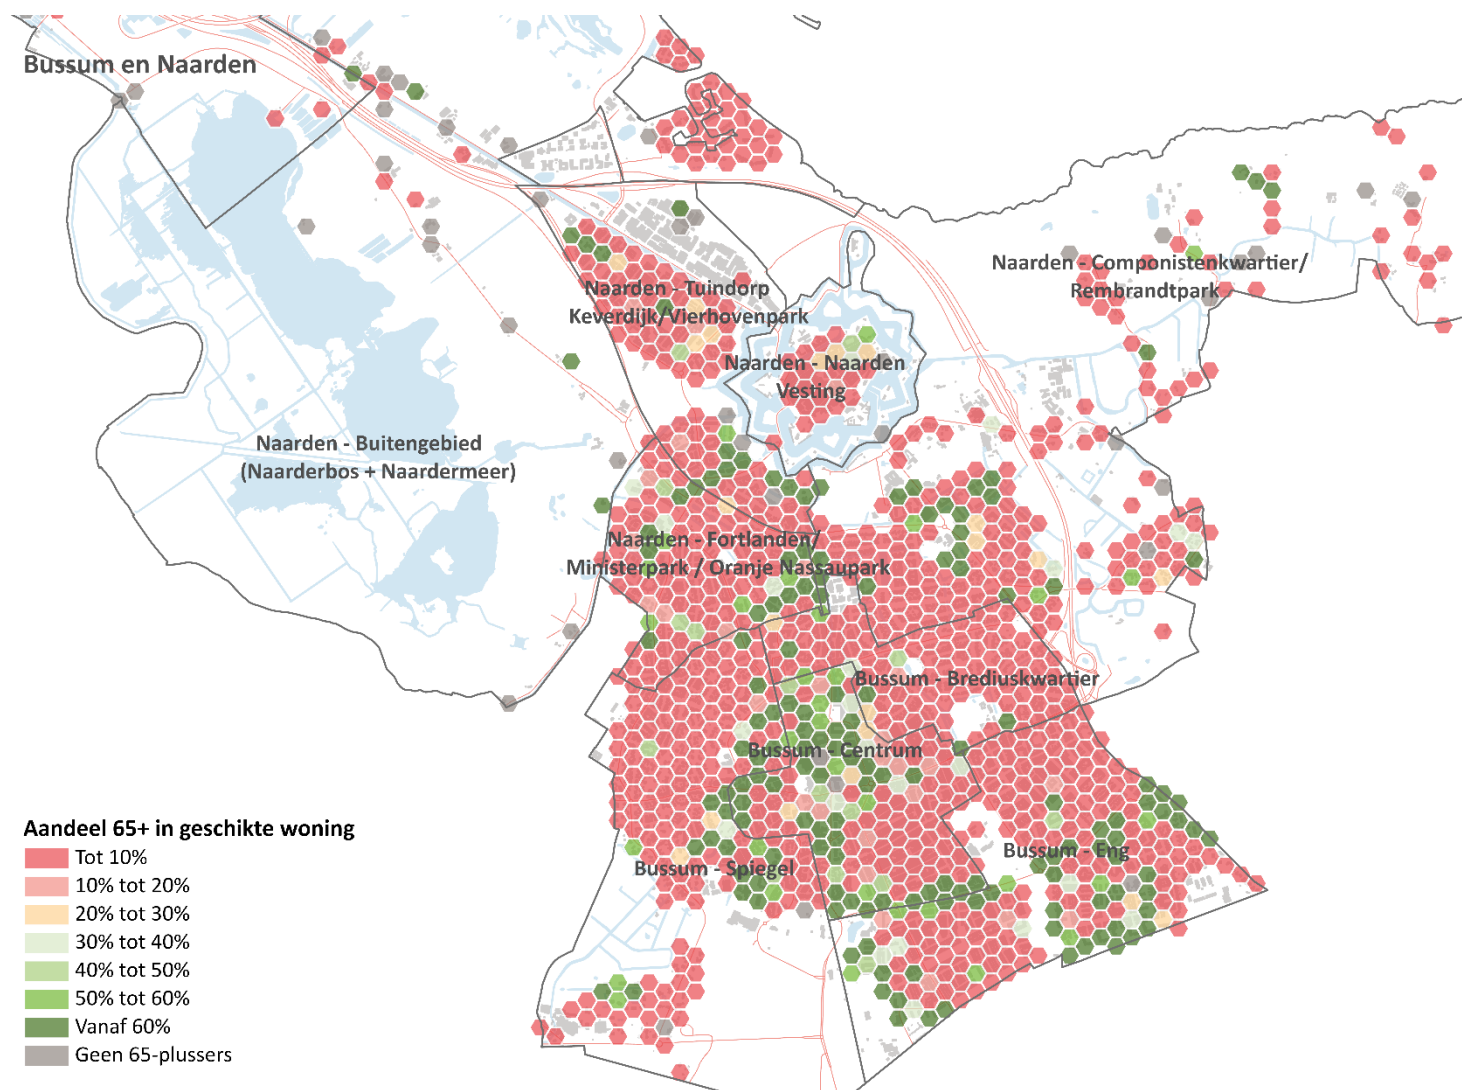 Bussum en Naarden
Naarden - Componistenkwartier/
Rembrandtpark
Naarden - Tuindorp
Keverdijk/Vierhovenpark
Naarden - Naarden
Vesting
Naarden - Buitengebied
(Naarderbos + Naardermeer)
Naarden - Fortlanden/
Ministerpark / Oranje Nassaupark
Bussum - Brediuskwartier
Bussum - Centrum
Bussum - Eng
Bussum - Spiegel
Aandeel 65+ in geschikte woning
Tot 10%
10% tot 20%
20% tot 30%
30% tot 40%
40% tot 50%
50% tot 60%
Vanaf 60%
Geen 65-plussers